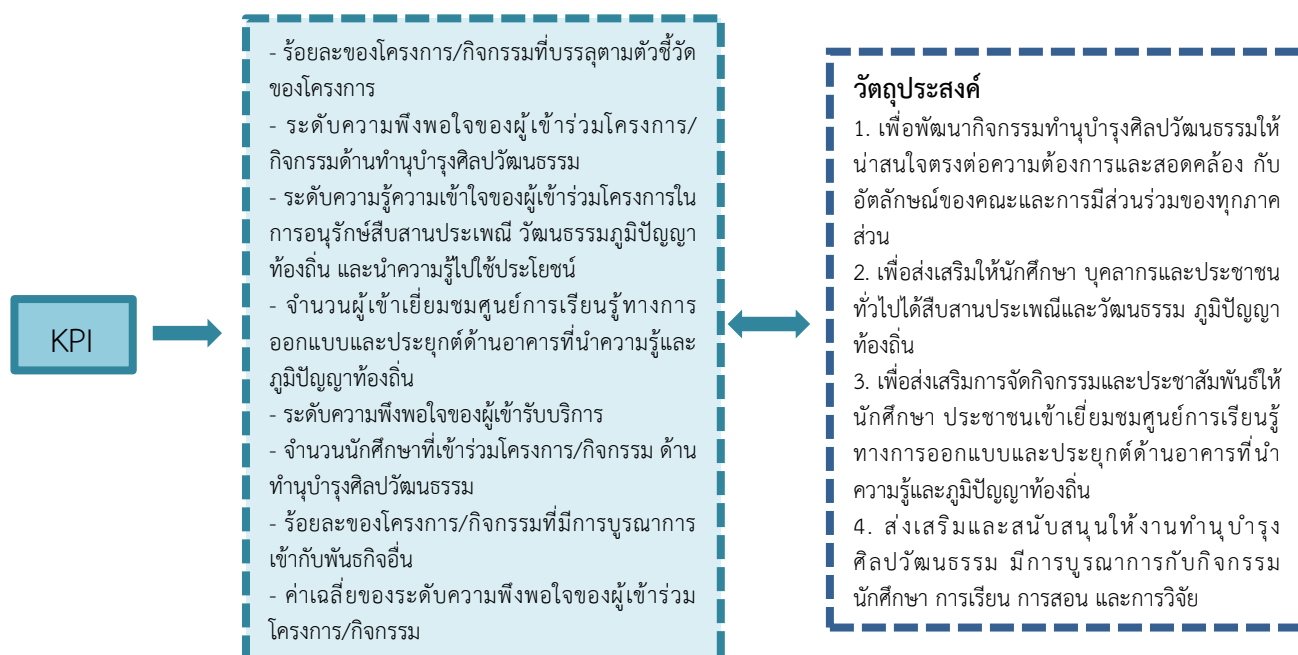 KPI
- ร้อยละของโครงการ/กิจกรรมที่บรรลุตามตัวชี้วัด
ของโครงการ
- ระดับความพึงพอใจของผู้เข้าร่วมโครงการ/
กิจกรรมด้านทำนุบำรุงศิลปวัฒนธรรม
- ระดับความรู้ความเข้าใจของผู้เข้าร่วมโครงการใน
การอนุรักษ์สืบสานประเพณี วัฒนธรรมภูมิปัญญา
ท้องถิ่น และนำความรู้ไปใช้ประโยชน์
- จำนวนผู้เข้าเยี่ยมชมศูนย์การเรียนรู้ทางการ
ออกแบบและประยุกต์ด้านอาคารที่นำความรู้และ
ภูมิปัญญาท้องถิ่น
- ระดับความพึงพอใจของผู้เข้ารับบริการ
- จำนวนนักศึกษาที่เข้าร่วมโครงการ/กิจกรรม ด้าน
ทำนุบำรุงศิลปวัฒนธรรม
- ร้อยละของโครงการ/กิจกรรมที่มีการบูรณาการ
เข้ากับพันธกิจอื่น
- ค่าเฉลี่ยของระดับความพึงพอใจของผู้เข้าร่วม
โครงการ/กิจกรรม
วัตถุประสงค์
1. เพื่อพัฒนากิจกรรมทำนุบำรุงศิลปวัฒนธรรมให้
น่าสนใจตรงต่อความต้องการและสอดคล้อง กับ
อัตลักษณ์ของคณะและการมีส่วนร่วมของทุกภาค
ส่วน
2. เพื่อส่งเสริมให้นักศึกษา บุคลากรและประชาชน
ทั่วไปได้สืบสานประเพณีและวัฒนธรรม ภูมิปัญญา
ท้องถิ่น
3. เพื่อส่งเสริมการจัดกิจกรรมและประชาสัมพันธ์ให้
นักศึกษา ประชาชนเข้าเยี่ยมชมศูนย์การเรียนรู้
ทางการออกแบบและประยุกต์ด้านอาคารที่นำ
ความรู้และภูมิปัญญาท้องถิ่น
4. ส่งเสริมและสนับสนุนให้งานทำนุบำรุง
ศิลปวัฒนธรรม มีการบูรณาการกับกิจกรรม
นักศึกษา การเรียน การสอน และการวิจัย